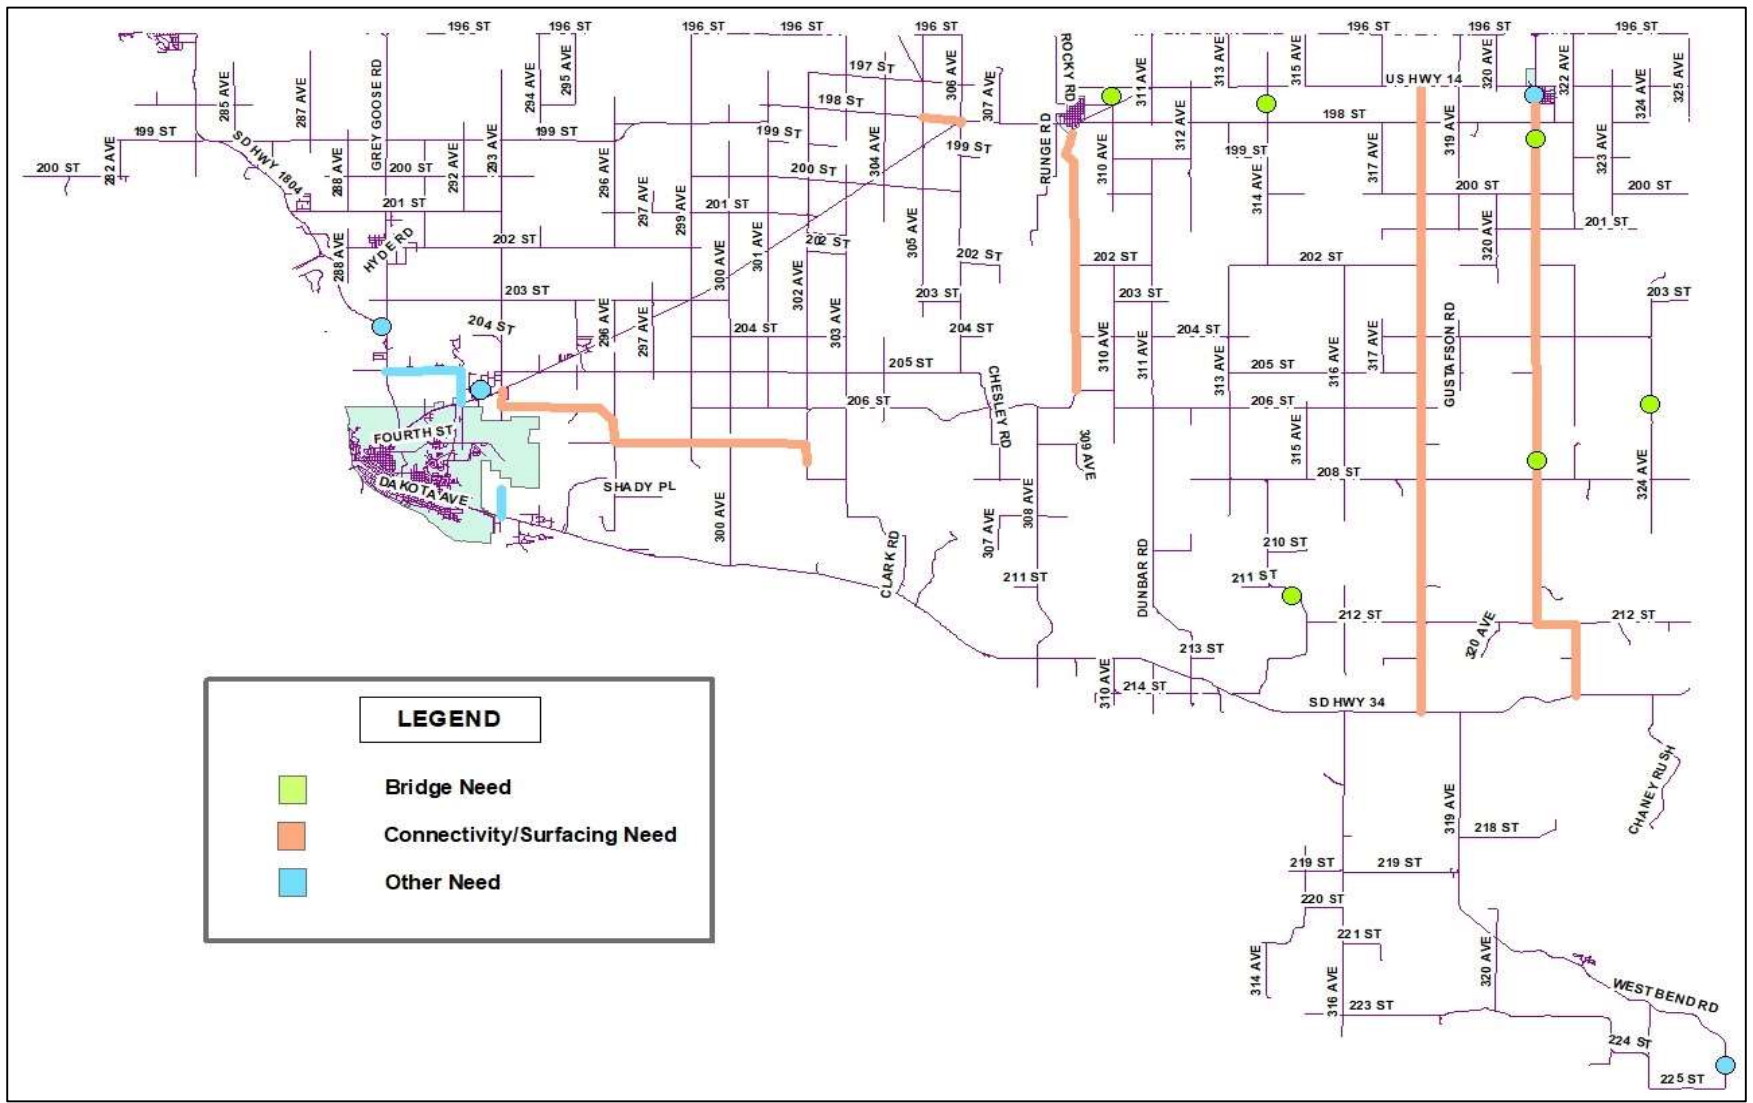 196 ST
196 ST
196 ST
196 ST
196 ST
196 ST
196 ST
196 ST
197 ST
US HWY 14
285 AVE
287 AVE
GREY GOOSE RD
294 AVE
295 AVE
306 AVE
307 AVE
ROCKY RD
311 AVE
313 AVE
315 AVE
320 AVE
322 AVE
324 AVE
325 AVE
198 ST
198 ST
199 ST
SD HWY 1804
199 ST
199 ST
199 ST
199 ST
312 AVE
319 AVE
200 ST
282 AVE
288 AVE
200 ST
292 AVE
293 AVE
296 AVE
200 ST
304 AVE
RUNGE RD
310 AVE
314 AVE
317 AVE
200 ST
323 AVE
200 ST
201 ST
297 AVE
299 AVE
201 ST
201 ST
288 AVE
HYDE RD
202 ST
300 AVE
301 AVE
202 ST
305 AVE
202 ST
202 ST
202 ST
320 AVE
203 ST
302 AVE
203 ST
203 ST
203 ST
204 ST
296 AVE
297 AVE
204 ST
303 AVE
204 ST
310 AVE
311 AVE
204 ST
GUSTAFSON RD
205 ST
CHESLEY RD
313 AVE
205 ST
316 AVE
317 AVE
206 ST
206 ST
FOURTH ST
309 AVE
315 AVE
DAKOTA AVE
SHADY PL
208 ST
324 AVE
300 AVE
308 AVE
307 AVE
CLARK RD
DUNBAR RD
210 ST
211 ST
211 ST
212 ST
320 AVE
212 ST
213 ST
310 AVE
214 ST
SD HWY 34
LEGEND
Bridge Need
Connectivity/Surfacing Need
Other Need
CHANEY RUSH
319 AVE
218 ST
219 ST
219 ST
220 ST
221 ST
314 AVE
316 AVE
320 AVE
223 ST
WEST BEND RD
224 ST
225 ST